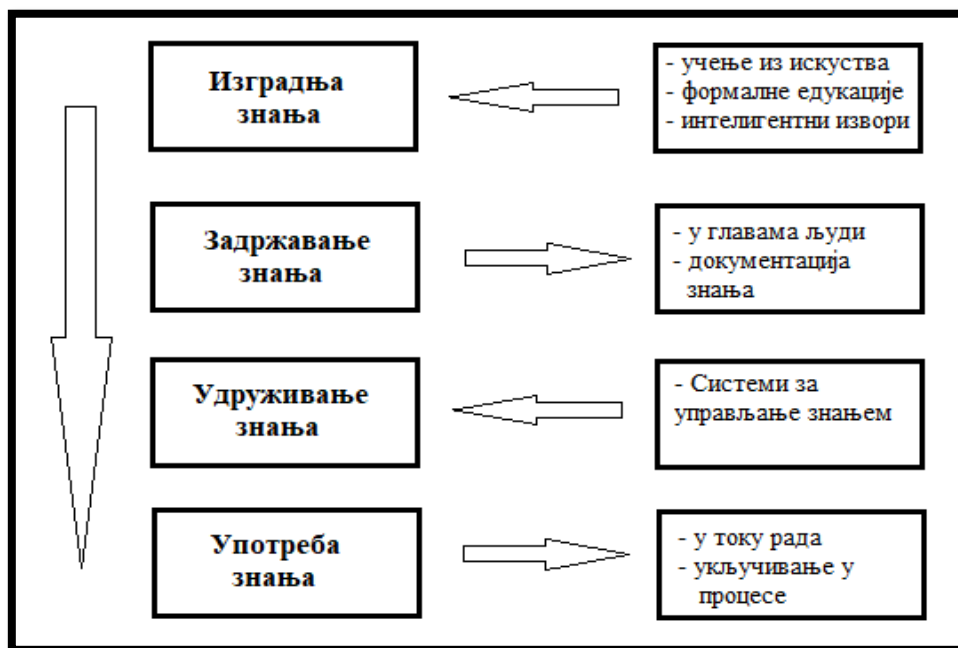 Изградња
знања
- учење из искуства
- формалне едукације
- интелигентни извори
Задржавање
знања
- у главама људи
- документација
знања
Удруживање
знања
- Системи за
управљање знањем
Употреба
знања
- у току рада
- укључивање у
процесе